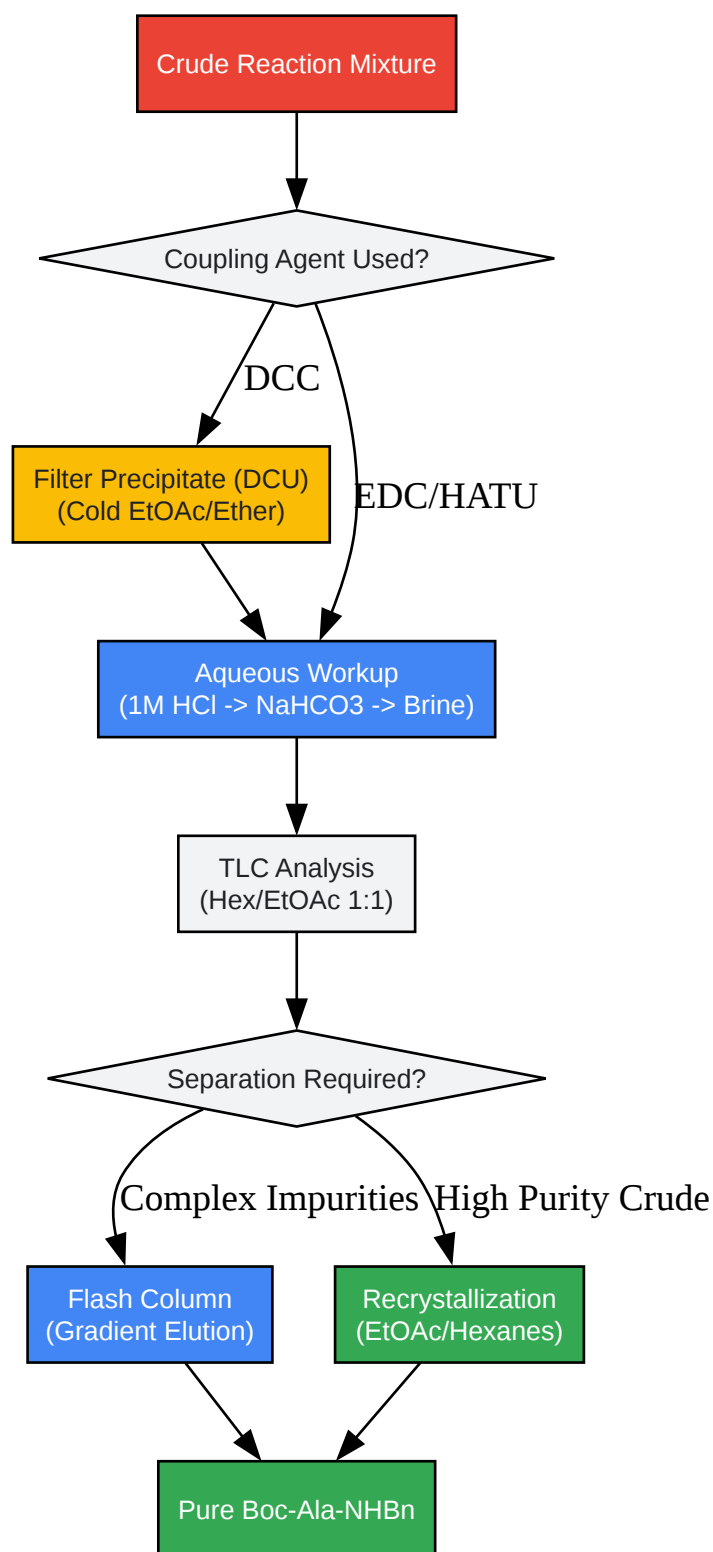 Crude Reaction Mixture
Coupling Agent Used?
DCC
Filter Precipitate (DCU)
(Cold EtOAc/Ether)
EDC/HATU
Aqueous Workup
(1M HCl -> NaHCO3 -> Brine)
TLC Analysis
(Hex/EtOAc 1:1)
Separation Required?
Complex Impurities
High Purity Crude
Flash Column
(Gradient Elution)
Recrystallization
(EtOAc/Hexanes)
Pure Boc-Ala-NHBn